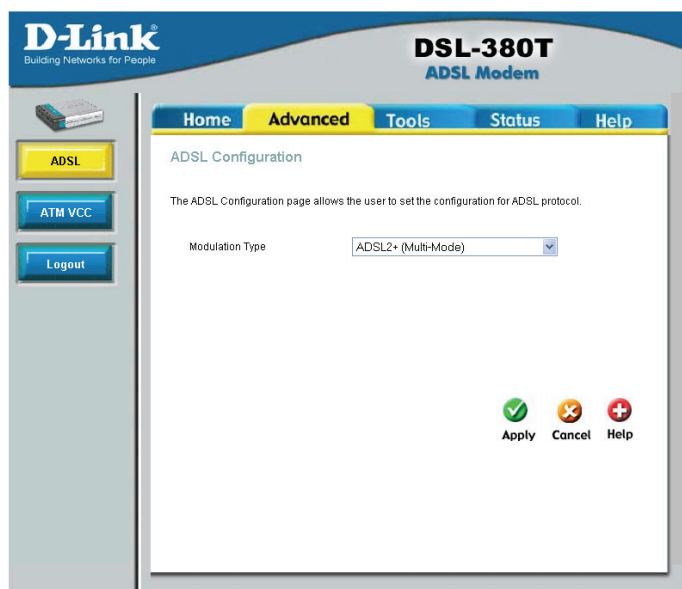 D-Link®
Building Networks for People
DSL-380T
ADSL Modem
Home Advanced Tools Status Help
ADSL
ATM VCC
Logout
ADSL Configuration
The ADSL Configuration page allows the user to set the configuration for ADSL protocol.
Modulation Type ADSL2+ (Multi-Mode)
Apply Cancel Help